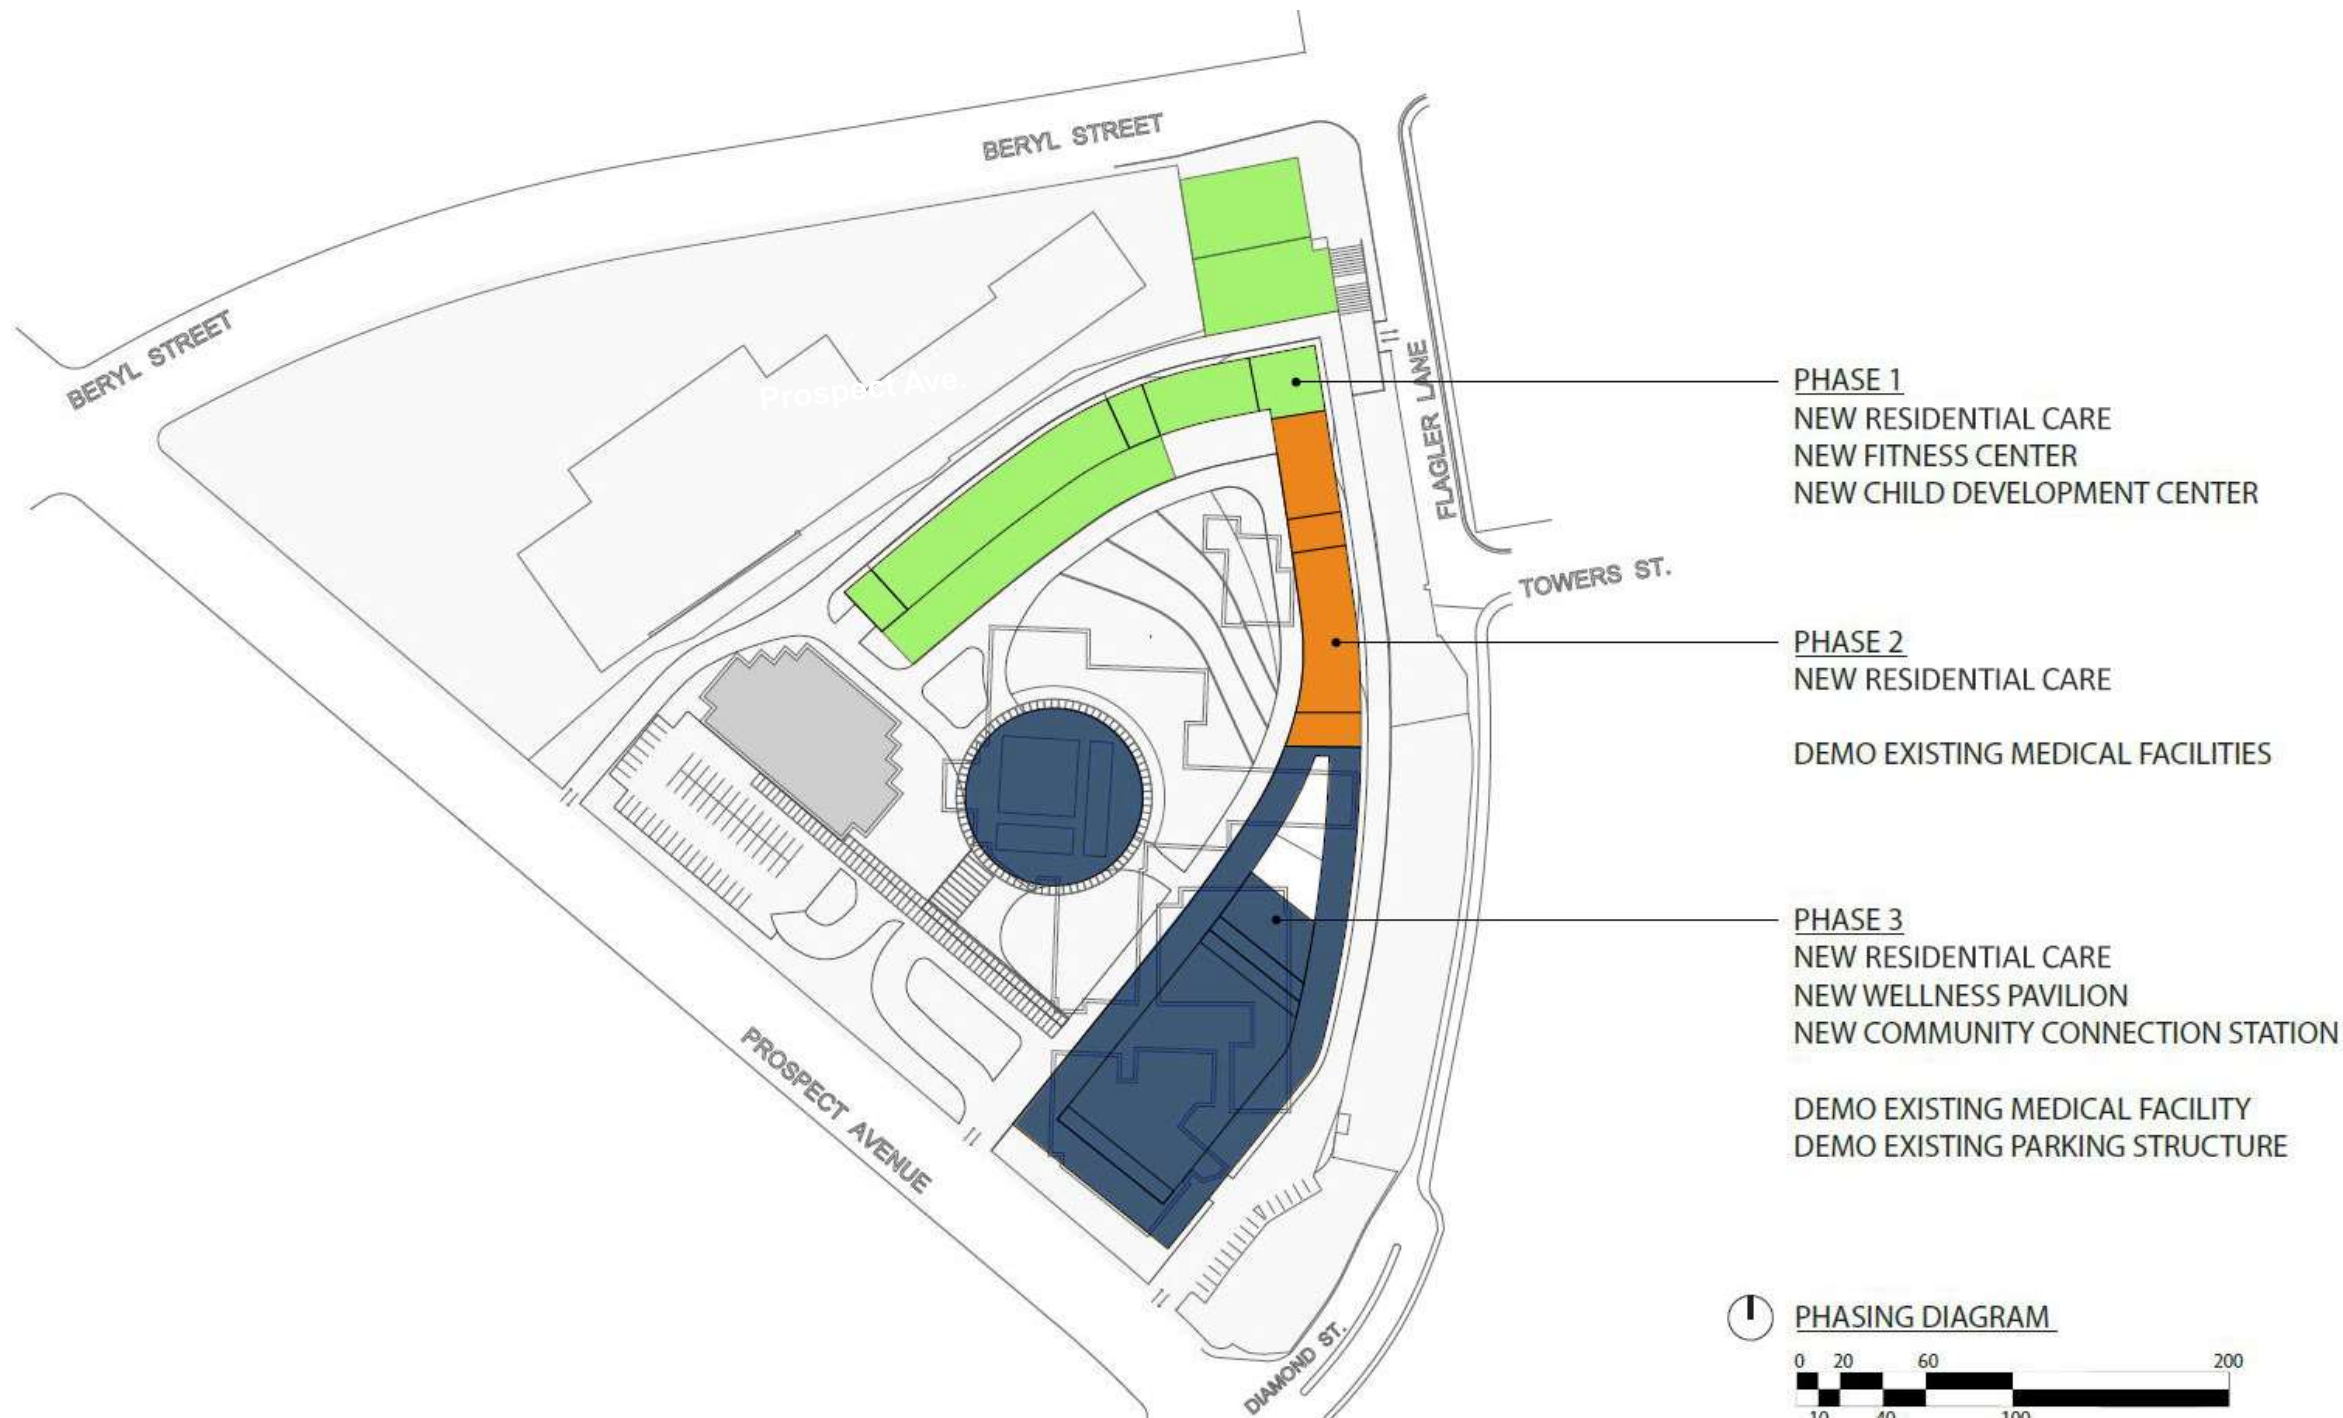 BERYL STREET
BERYL STREET
Prospect Ave.
FLAGLER LANE
TOWERS ST.
PROSPECT AVENUE
DIAMOND ST.
PHASE 1
NEW RESIDENTIAL CARE
NEW FITNESS CENTER
NEW CHILD DEVELOPMENT CENTER
PHASE 2
NEW RESIDENTIAL CARE
DEMO EXISTING MEDICAL FACILITIES
PHASE 3
NEW RESIDENTIAL CARE
NEW WELLNESS PAVILION
NEW COMMUNITY CONNECTION STATION
DEMO EXISTING MEDICAL FACILITY
DEMO EXISTING PARKING STRUCTURE
PHASING DIAGRAM
0 20 60 200
10 40 100